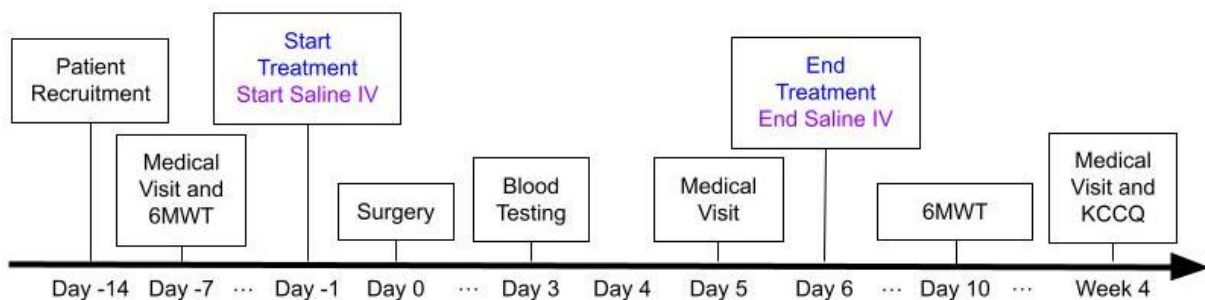 Patient
Recruitment
Medical
Visit and
6MWT
Start
Treatment
Start Saline IV
Surgery
Blood
Testing
Medical
Visit
End
Treatment
End Saline IV
6MWT
Medical
Visit and
KCCQ
Day -14 Day -7 ... Day -1 Day 0 ... Day 3 Day 4 Day 5 Day 6 ... Day 10 ... Week 4